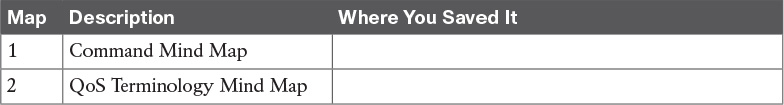 Map Description Where You Saved It
1 Command Mind Map
2 QoS Terminology Mind Map